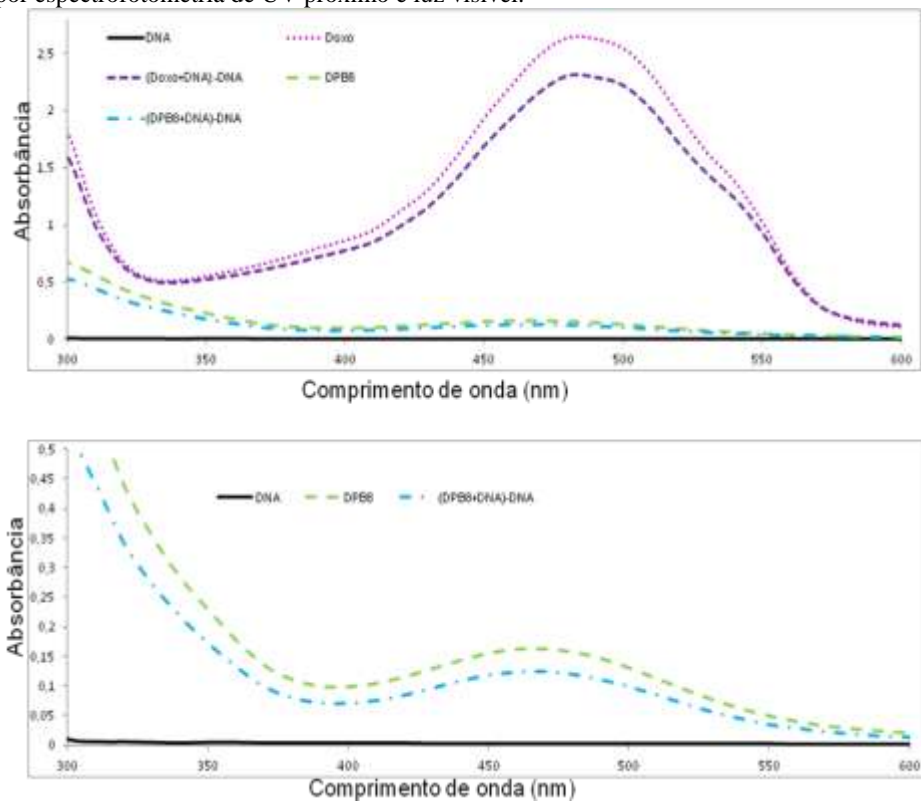 por espectrofotometria de UV próximo e luz visível.
DNA
Doxo
(Doxo+DNA)-DNA
DPB8
-(DPB8+DNA)-DNA
Absorbância
2.5
2
1.5
1
0.5
0
300
350
400
450
500
550
600
Comprimento de onda (nm)
DNA
DPB8
(DPB8+DNA)-DNA
Absorbância
0,5
0,45
0,4
0,35
0,3
0,25
0,2
0,15
0,1
0,05
0
300
350
400
450
500
550
600
Comprimento de onda (nm)